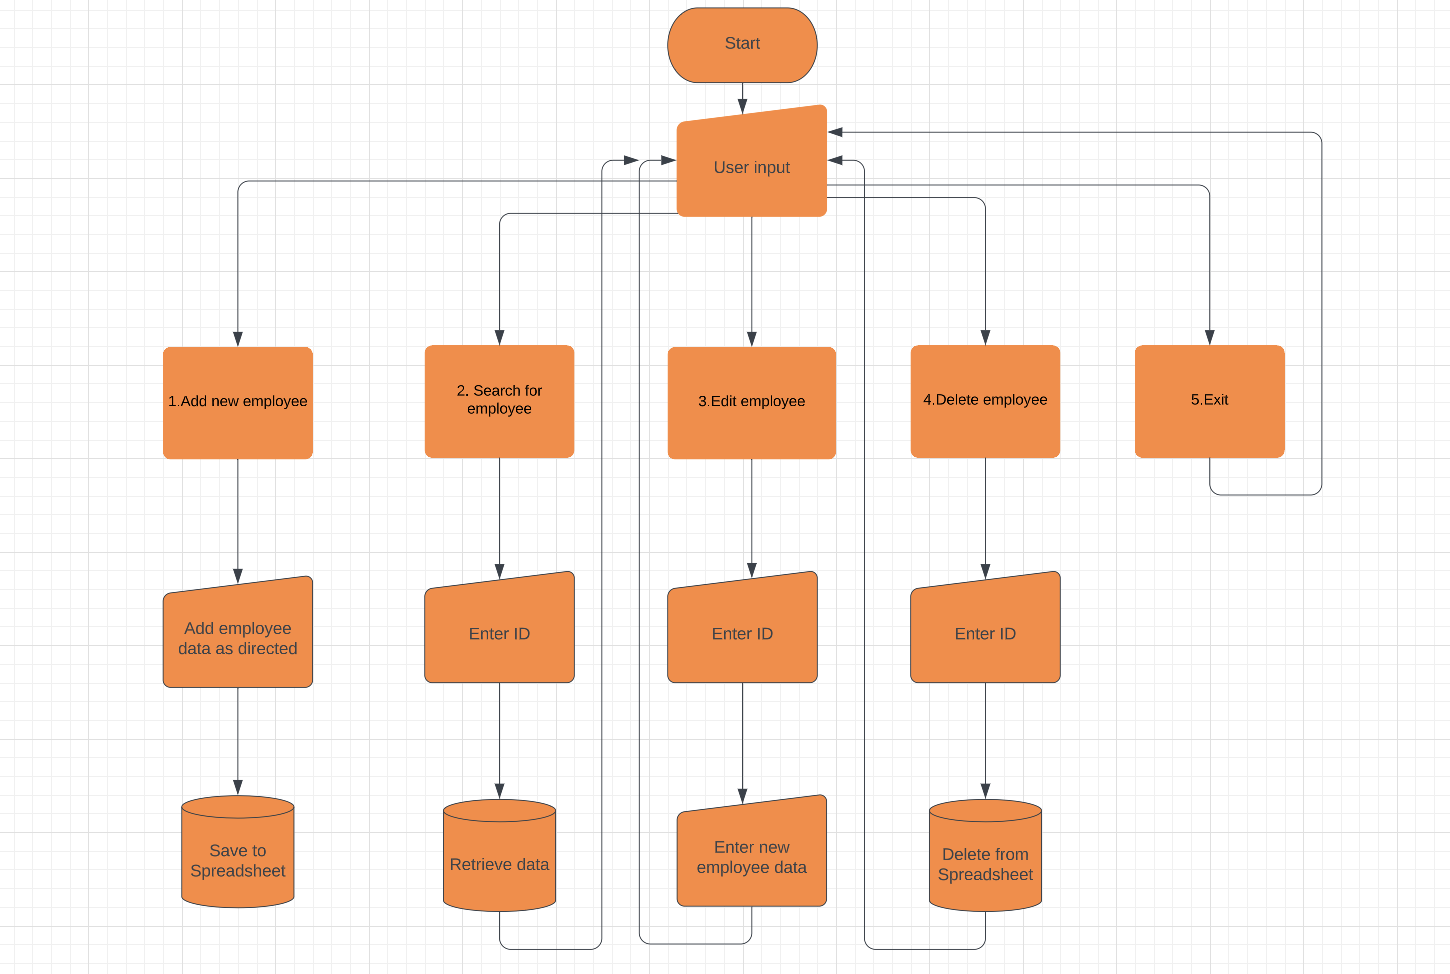 Start
User input
1.Add new employee
2. Search for
employee
3.Edit employee
4.Delete employee
5.Exit
Add employee
data as directed
Enter ID
Enter ID
Enter ID
Save to
Spreadsheet
Retrieve data
Enter new
employee data
Delete from
Spreadsheet